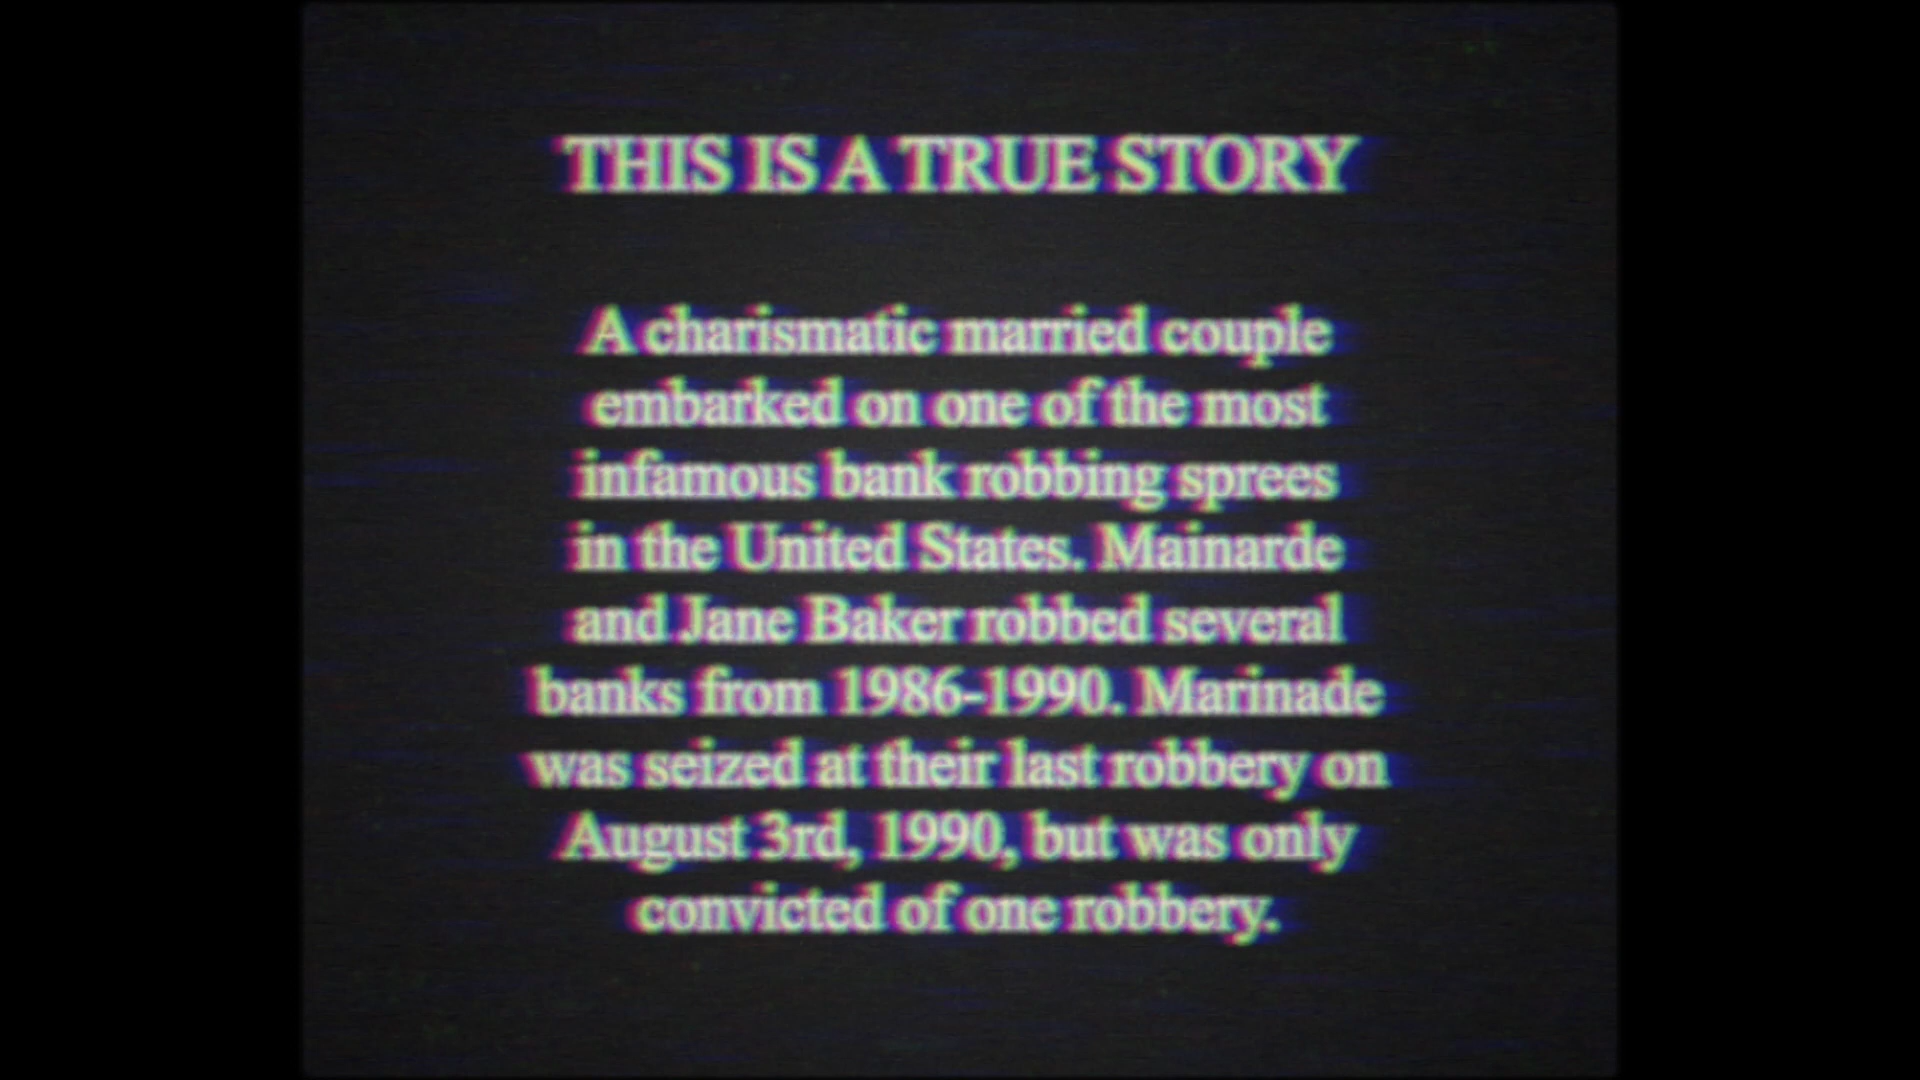 THIS IS A TRUE STORY
A charismatic married couple
embarked on one of the most
infamous bank robbing sprees
in the United States. Mainarde
and Jane Baker robbed several
banks from 1986-1990. Marinade
was seized at their last robbery on
August 3rd, 1990, but was only
convicted of one robbery.